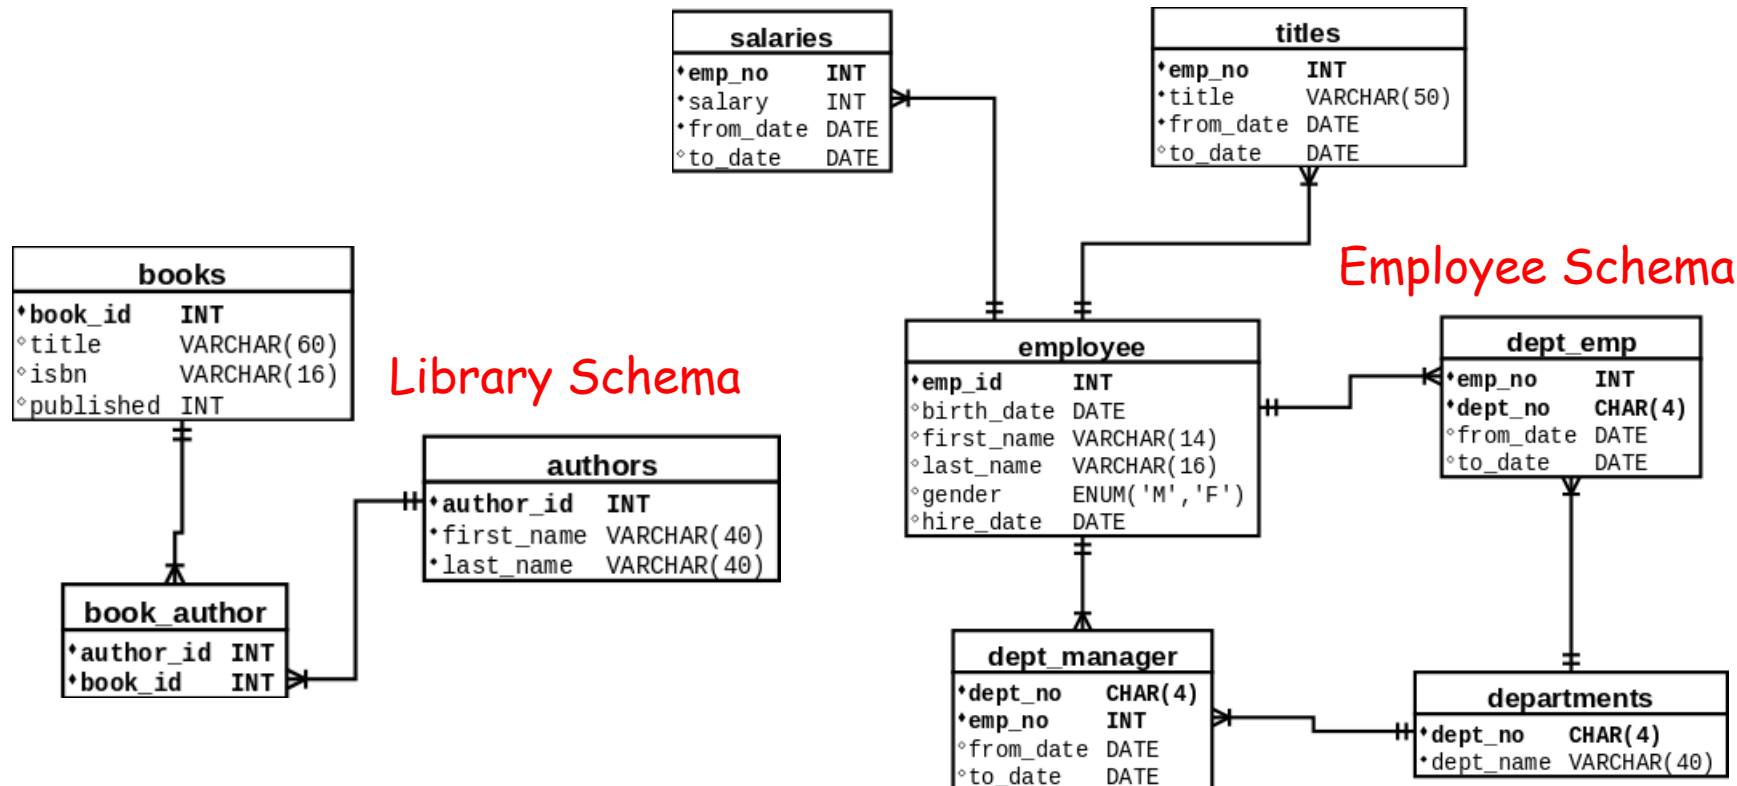 salaries
emp_no INT
salary INT
from_date DATE
to_date DATE
titles
emp_no INT
title VARCHAR(50)
from_date DATE
to_date DATE
books
book_id INT
title VARCHAR(60)
isbn VARCHAR(16)
published INT
Library Schema
authors
author_id INT
first_name VARCHAR(40)
last_name VARCHAR(40)
book_author
author_id INT
book_id INT
Employee Schema
employee
emp_id INT
birth_date DATE
first_name VARCHAR(14)
last_name VARCHAR(16)
gender ENUM('M','F')
hire_date DATE
dept_emp
emp_no INT
dept_no CHAR(4)
from_date DATE
to_date DATE
dept_manager
dept_no CHAR(4)
emp_no INT
from_date DATE
to_date DATE
departments
dept_no CHAR(4)
dept_name VARCHAR(40)